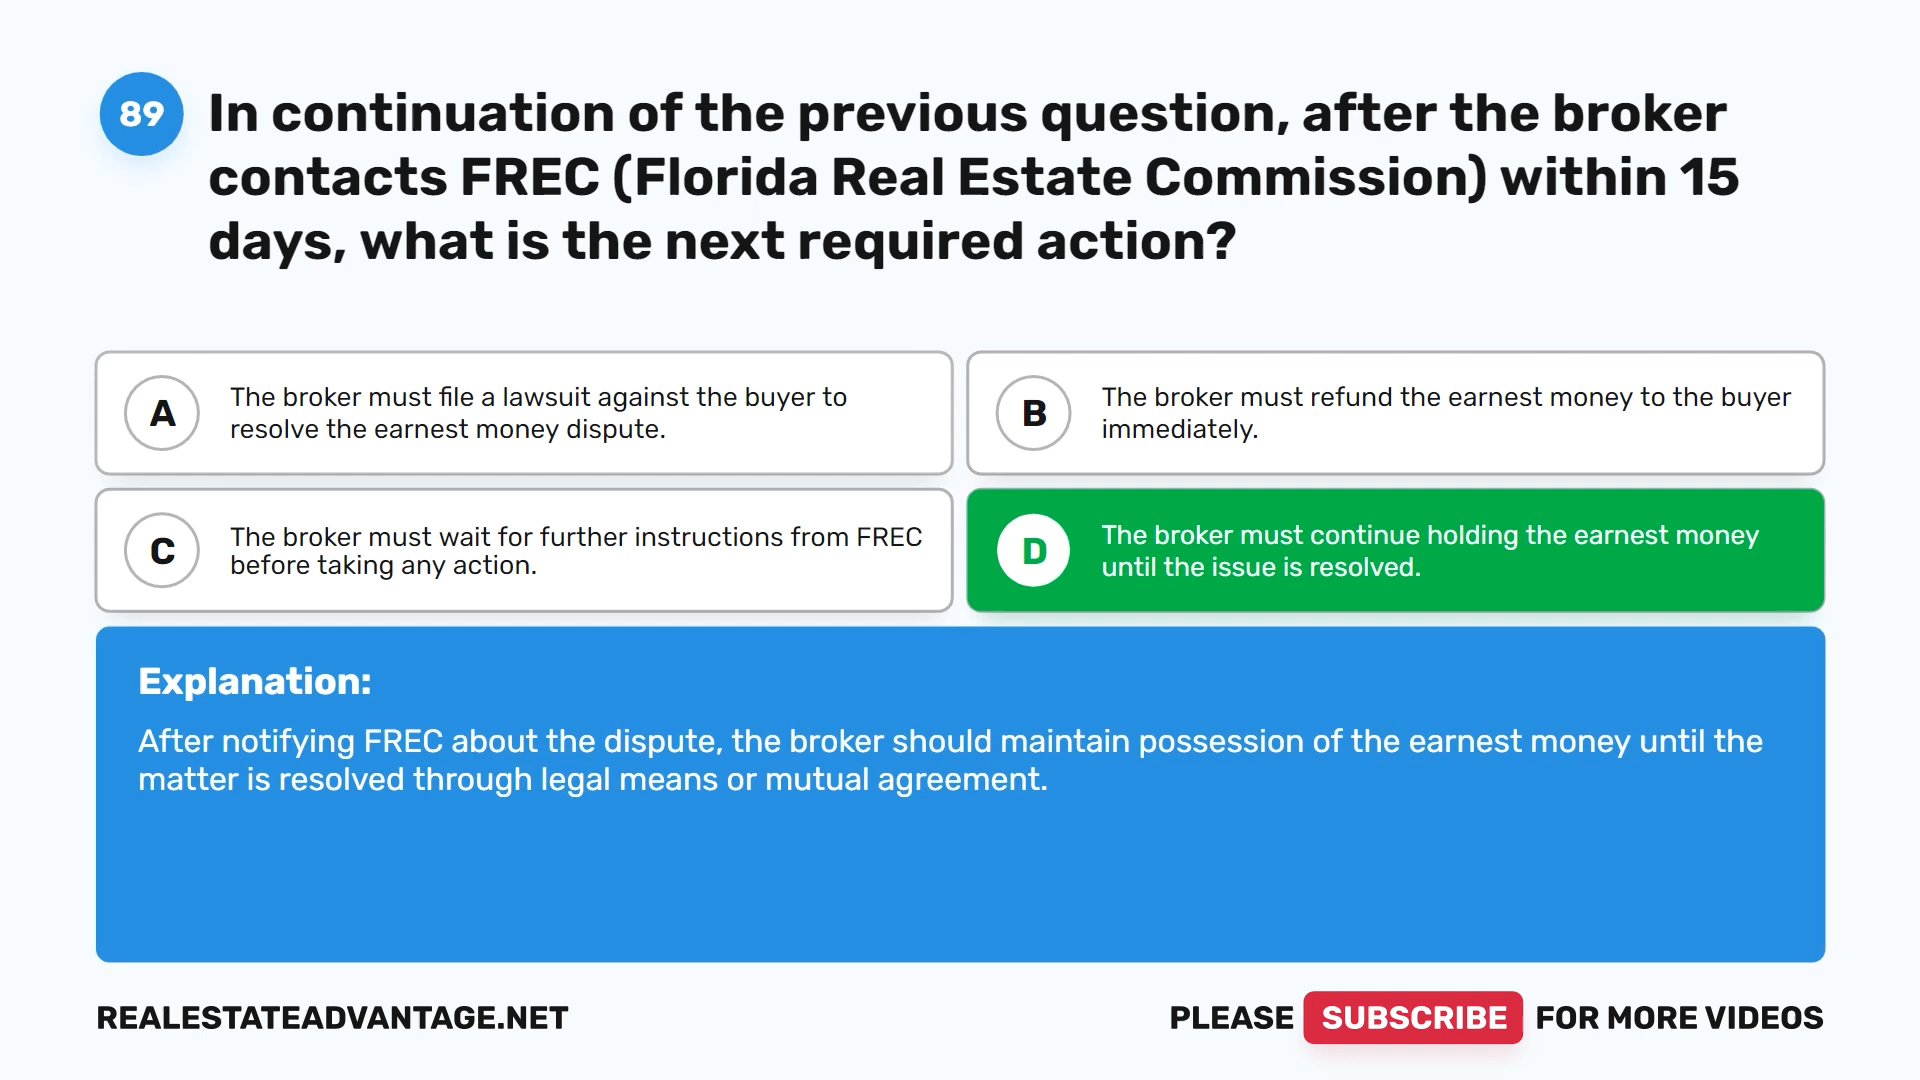 89
In continuation of the previous question, after the broker
contacts FREC (Florida Real Estate Commission) within 15
days, what is the next required action?
A
The broker must file a lawsuit against the buyer to
resolve the earnest money dispute.
B
The broker must refund the earnest money to the buyer
immediately.
C
The broker must wait for further instructions from FREC
before taking any action.
D
The broker must continue holding the earnest money
until the issue is resolved.
Explanation:
After notifying FREC about the dispute, the broker should maintain possession of the earnest money until the
matter is resolved through legal means or mutual agreement.
REALESTATEADVANTAGE.NET
PLEASE SUBSCRIBE FOR MORE VIDEOS